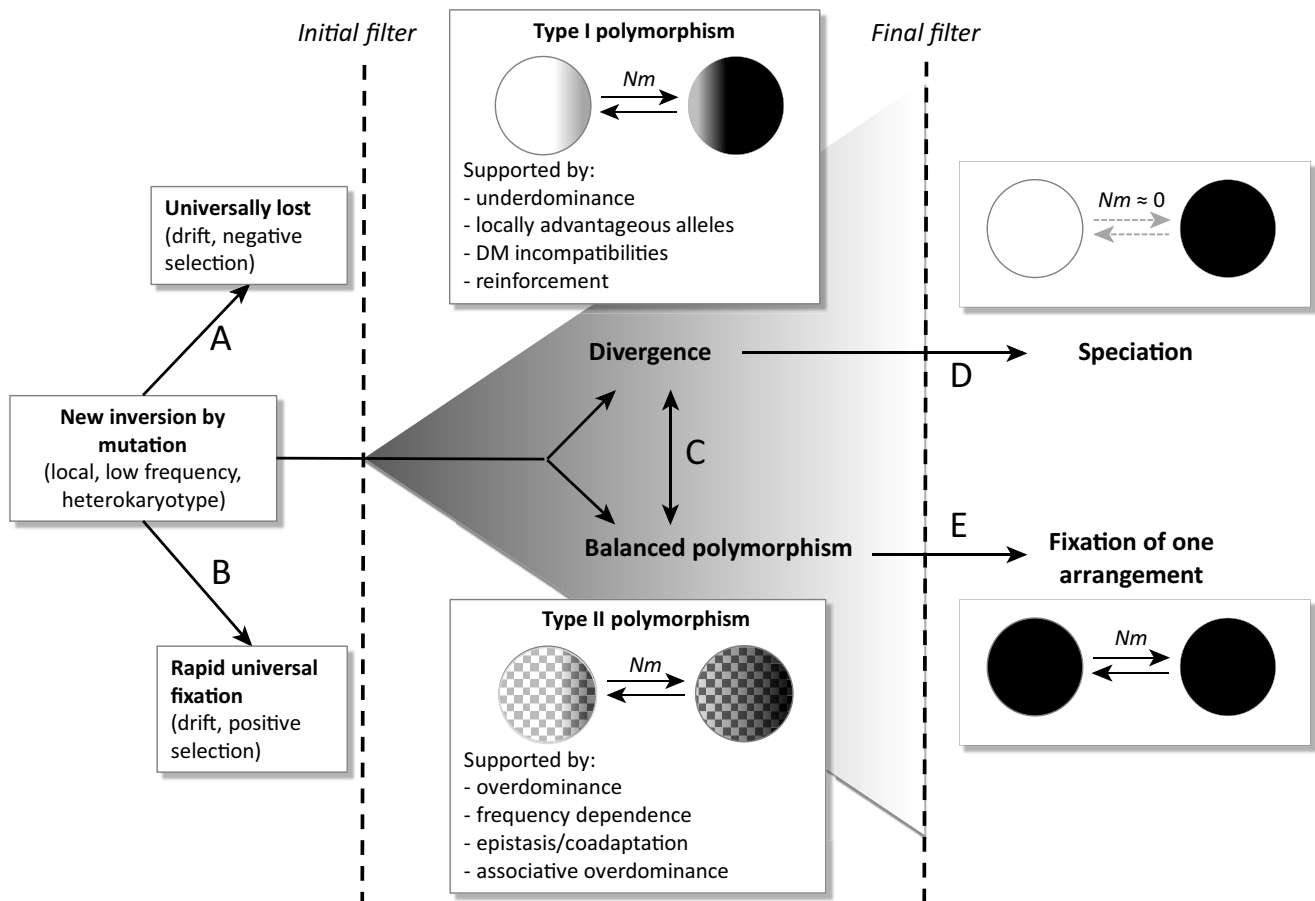 Initial filter
Final filter
Type I polymorphism
Nm
Supported by:
- underdominance
- locally advantageous alleles
- DM incompatibilities
- reinforcement
Universally lost
(drift, negative
selection)
A
New inversion by
mutation
(local, low frequency,
heterokaryotype)
B
Rapid universal
fixation
(drift, positive
selection)
Divergence
C
Balanced polymorphism
Type II polymorphism
Nm
Supported by:
- overdominance
- frequency dependence
- epistasis/coadaptation
- associative overdominance
Nm ≈ 0
D
Speciation
E
Fixation of one
arrangement
Nm